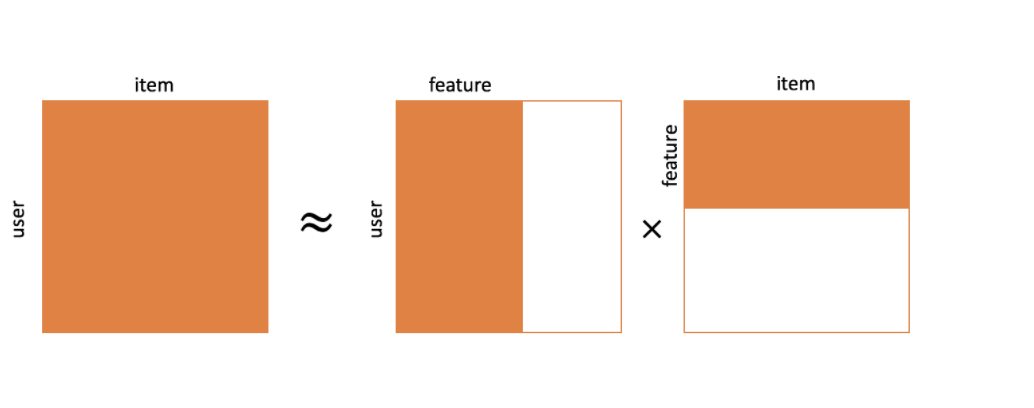 item
user
≈
feature
user
×
item
feature